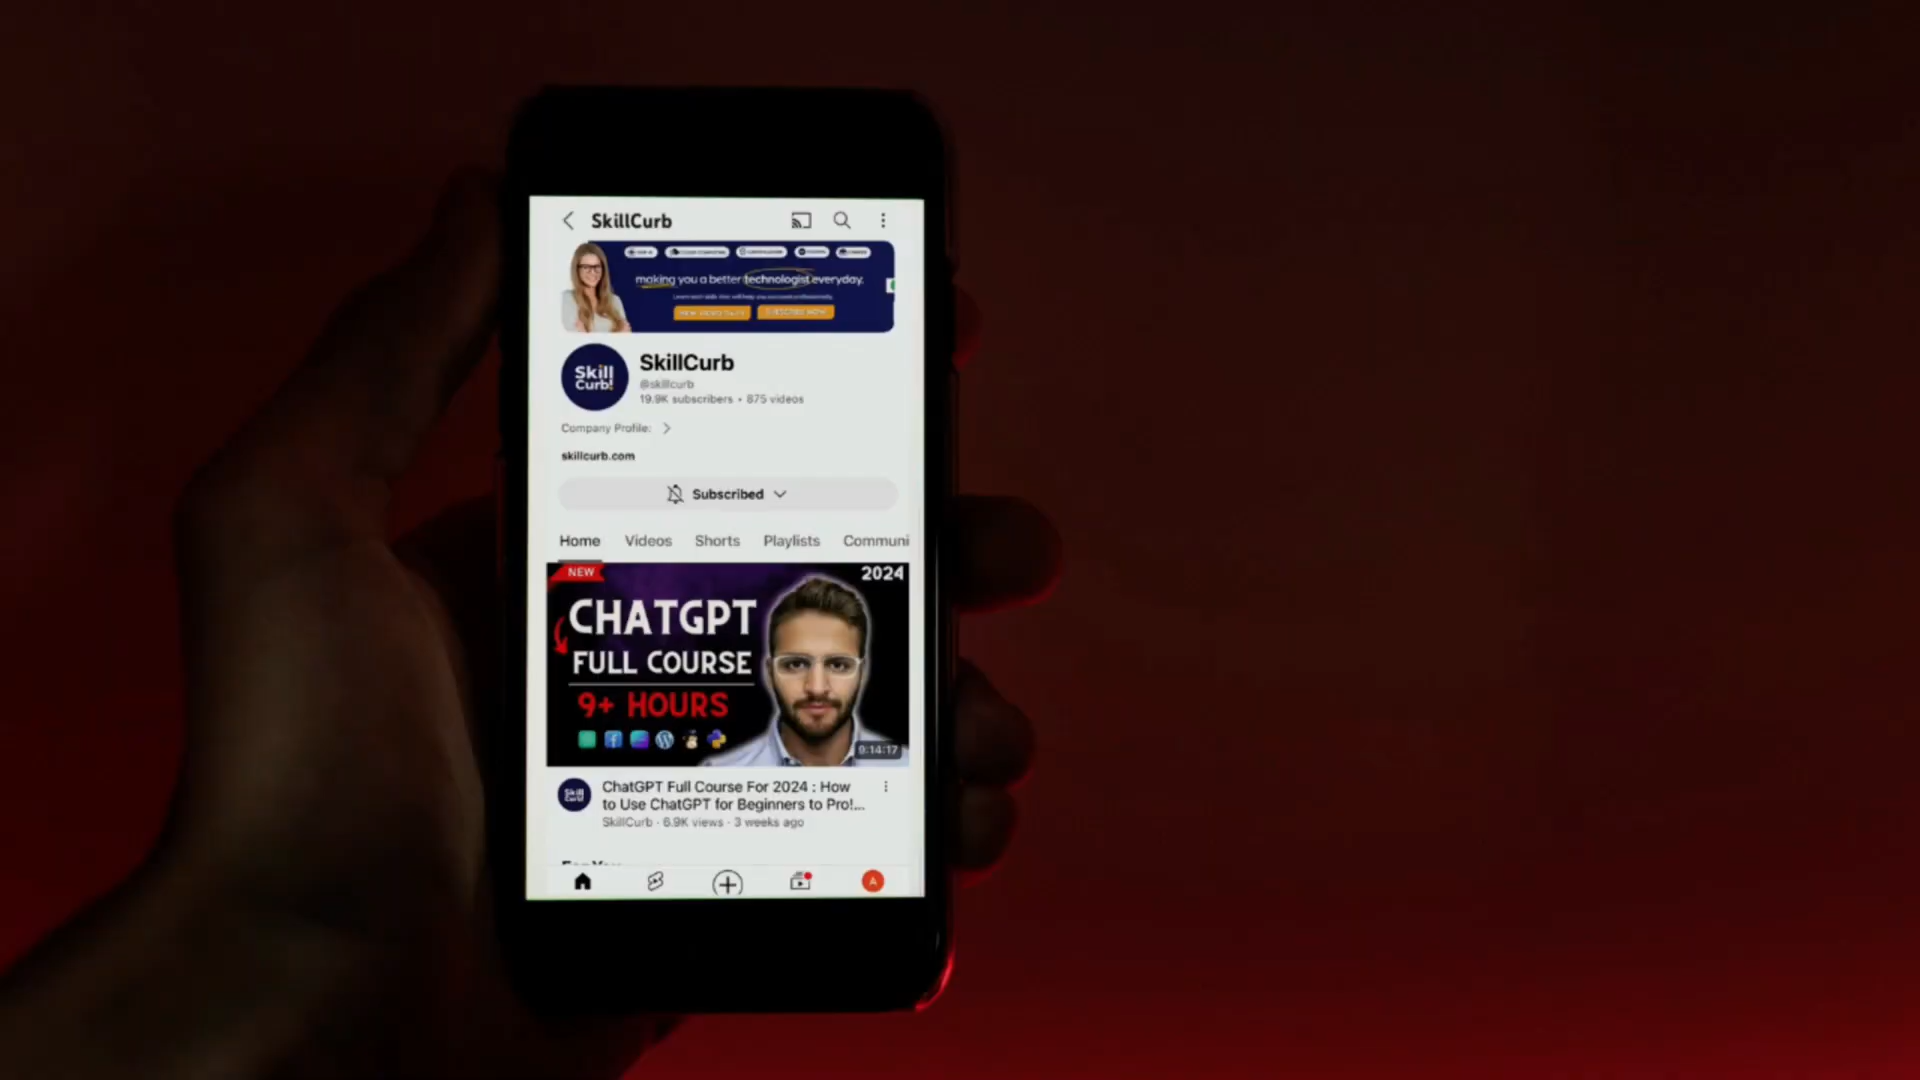 SkillCurb
making you a better technologist everyday.
Skill
Curb!
SkillCurb
@skillcurb
19.9K subscribers • 875 videos
Company Profile:
skillcurb.com
Subscribed
Home Videos Shorts Playlists Communi
NEW
2024
CHATGPT
FULL COURSE
9+ HOURS
9:14:17
Skill
Curb!
ChatGPT Full Course For 2024 : How
to Use ChatGPT for Beginners to Pro!...
SkillCurb · 6.9K views · 3 weeks ago
A